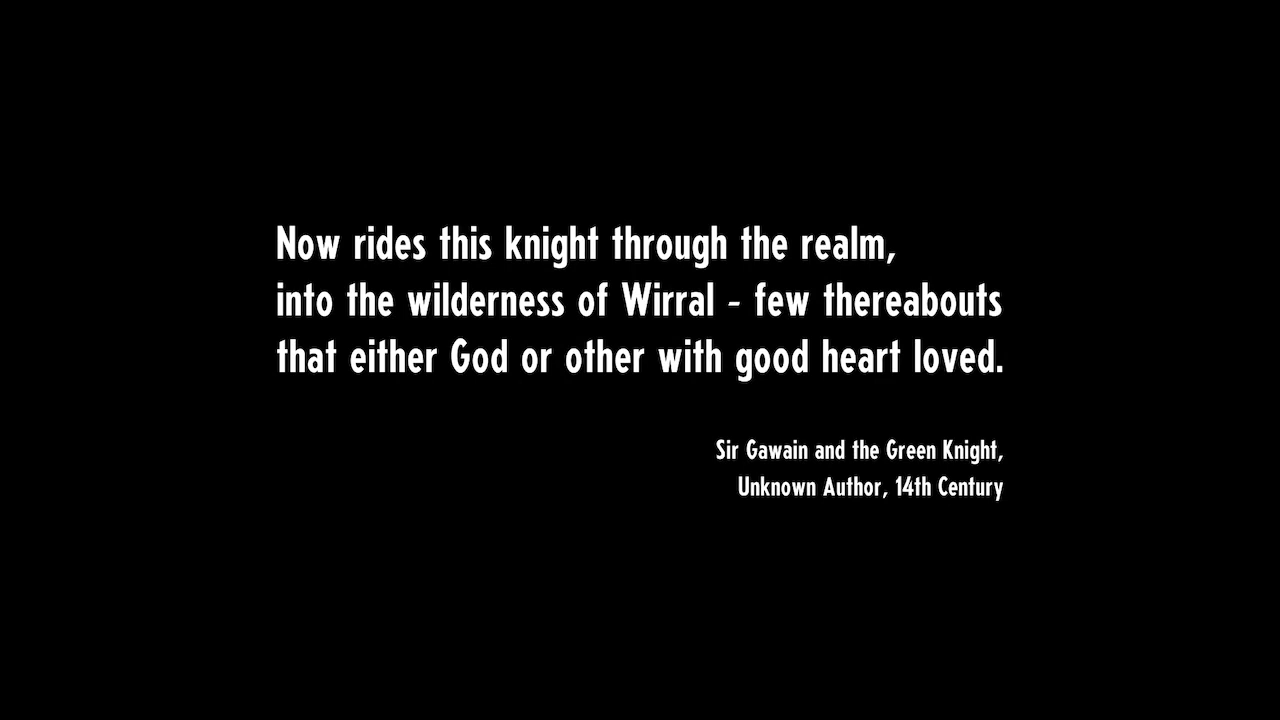 Now rides this knight through the realm,
into the wilderness of Wirral - few thereabouts
that either God or other with good heart loved.
Sir Gawain and the Green Knight,
Unknown Author, 14th Century